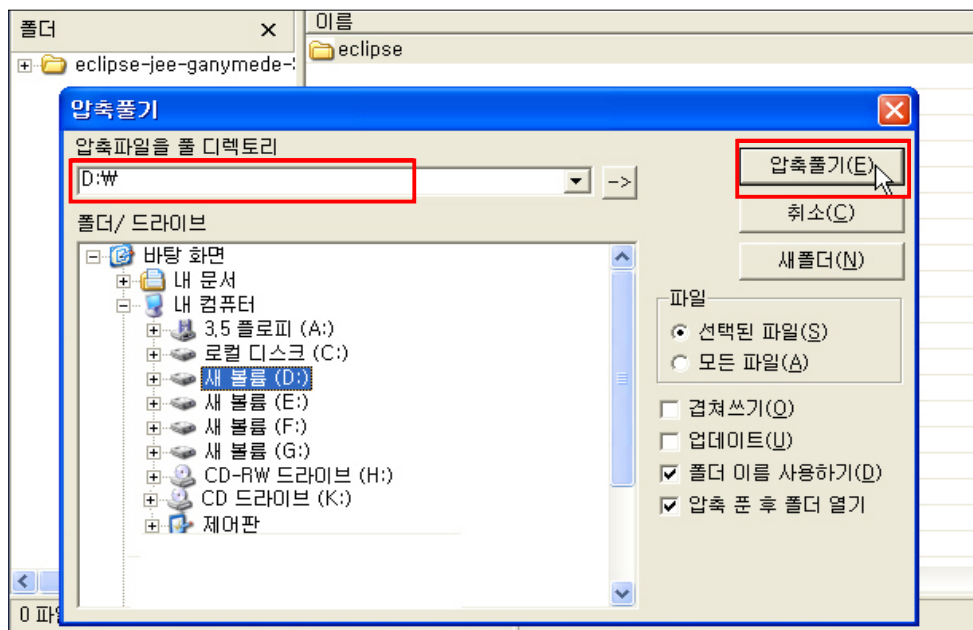 폴더
이름
eclipse-jee-ganymede-
eclipse
압축풀기
압축파일을 풀 디렉토리
D:₩
->
압축풀기(E)
취소(C)
새폴더(N)
폴더/ 드라이브
바탕 화면
내 문서
내 컴퓨터
3.5 플로피 (A:)
로컬 디스크 (C:)
새 볼륨 (D:)
새 볼륨 (E:)
새 볼륨 (F:)
새 볼륨 (G:)
CD-RW 드라이브 (H:)
CD 드라이브 (K:)
제어판
파일
선택된 파일(S)
모든 파일(A)
겹쳐쓰기(O)
업데이트(U)
폴더 이름 사용하기(D)
압축 푼 후 폴더 열기
0 파